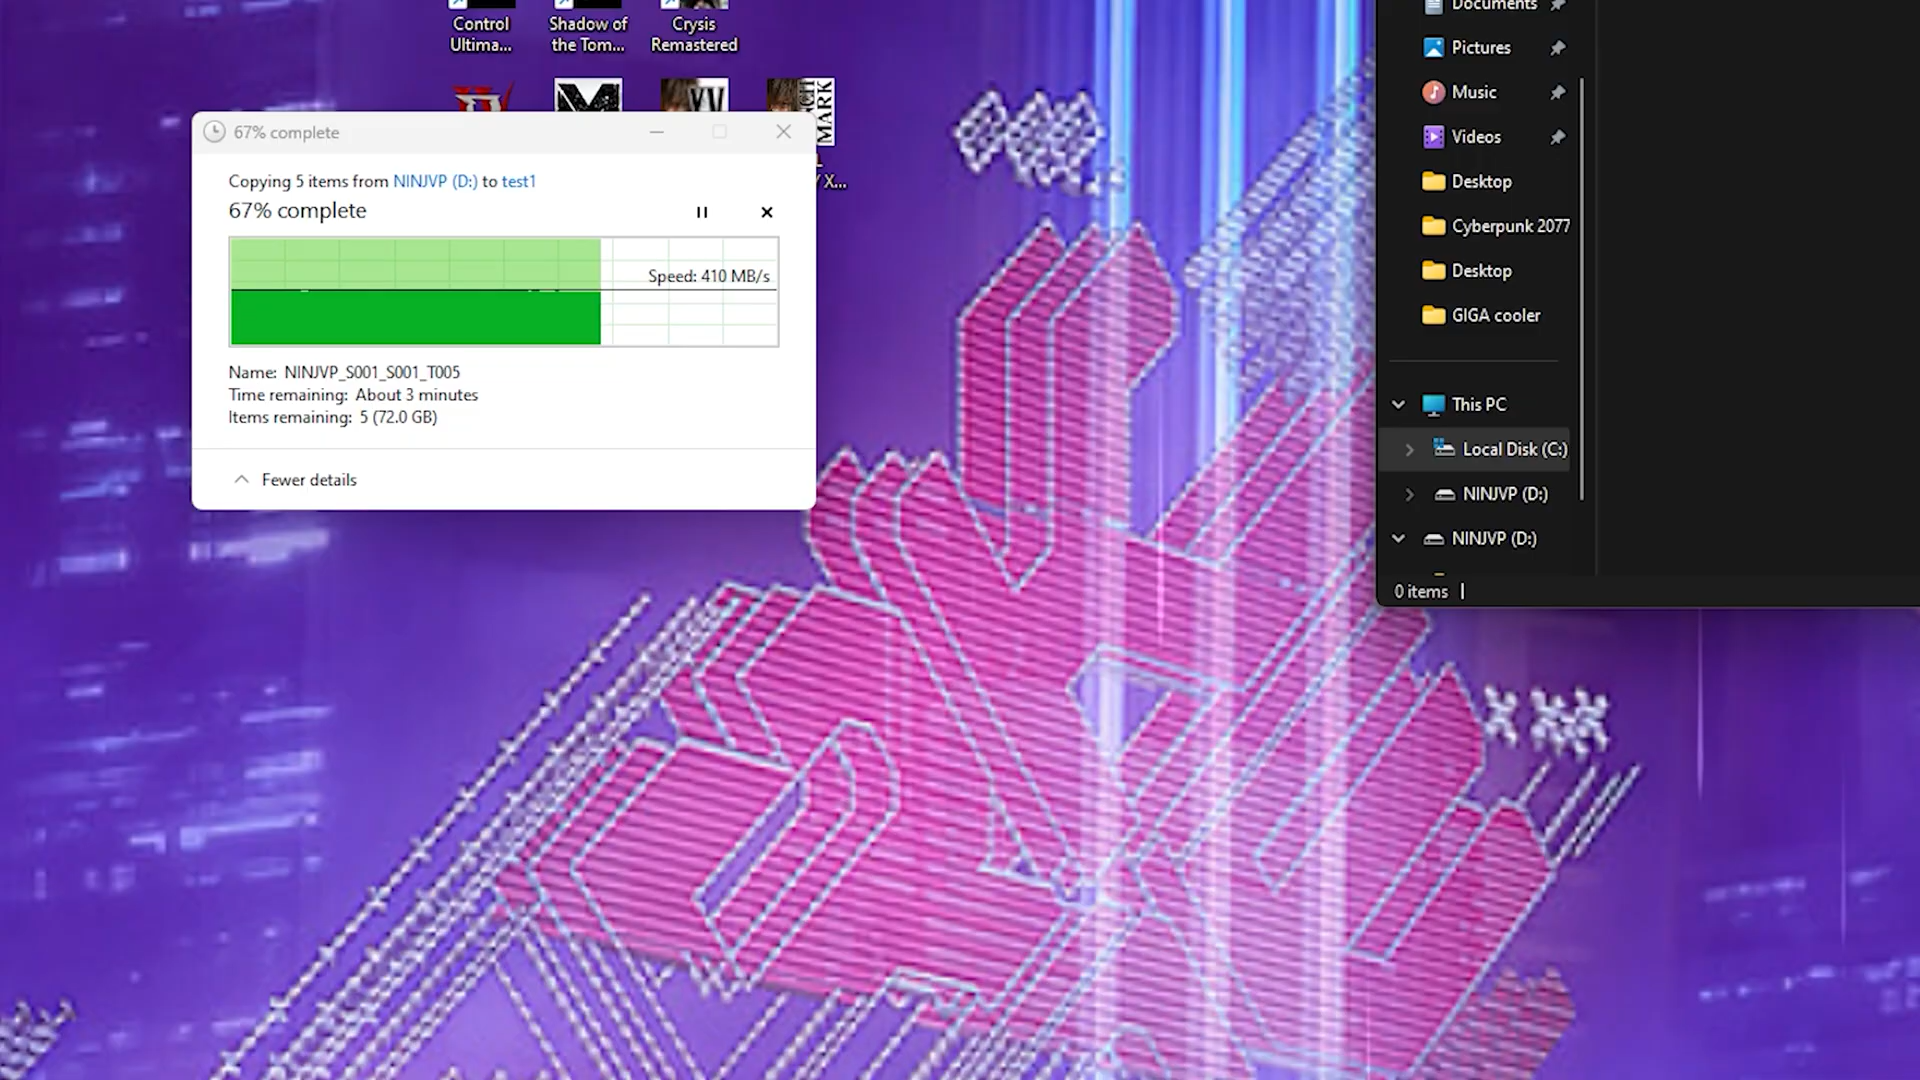 Control
Ultima...
Shadow of
the Tom...
Crysis
Remastered
XV
MARK
X...
67% complete
Copying 5 items from NINJVP (D:) to test1
67% complete
Speed: 410 MB/s
Name: NINJVP_S001_S001_T005
Time remaining: About 3 minutes
Items remaining: 5 (72.0 GB)
Fewer details
Documents
Pictures
Music
Videos
Desktop
Cyberpunk 2077
Desktop
GIGA cooler
This PC
Local Disk (C:)
NINJVP (D:)
NINJVP (D:)
0 items